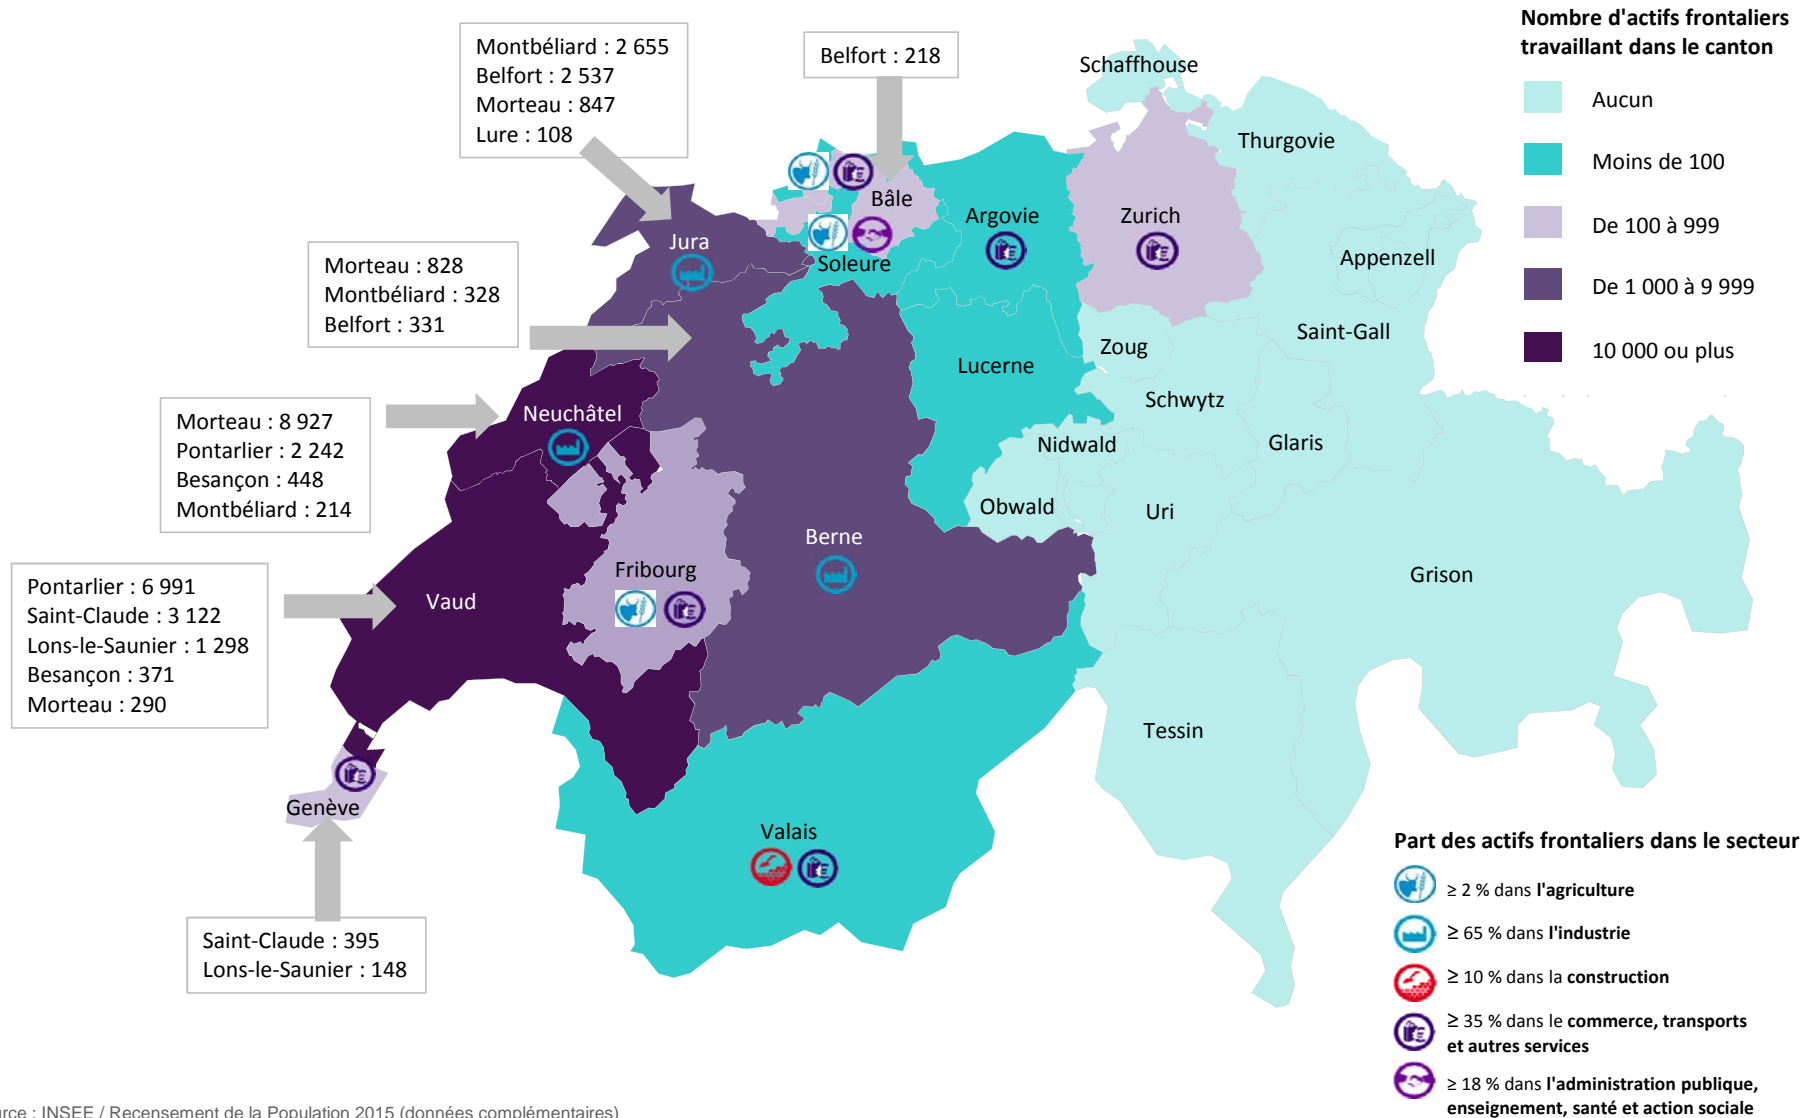 Nombre d'actifs frontaliers
travaillant dans le canton
Aucun
Moins de 100
De 100 à 999
De 1 000 à 9 999
10 000 ou plus
Montbéliard : 2 655
Belfort : 2 537
Morteau : 847
Lure : 108
Belfort : 218
Morteau : 828
Montbéliard : 328
Belfort : 331
Morteau : 8 927
Pontarlier : 2 242
Besançon : 448
Montbéliard : 214
Pontarlier : 6 991
Saint-Claude : 3 122
Lons-le-Saunier : 1 298
Besançon : 371
Morteau : 290
Saint-Claude : 395
Lons-le-Saunier : 148
Schaffhouse
Thurgovie
Bâle
Argovie
Zurich
Jura
Soleure
Appenzell
Saint-Gall
Zoug
Lucerne
Schwytz
Neuchâtel
Nidwald
Glaris
Obwald
Uri
Berne
Fribourg
Grison
Vaud
Tessin
Genève
Valais
Part des actifs frontaliers dans le secteur
≥ 2 % dans l'agriculture
≥ 65 % dans l'industrie
≥ 10 % dans la construction
≥ 35 % dans le commerce, transports
et autres services
≥ 18 % dans l'administration publique,
enseignement, santé et action sociale
rce : INSEE / Recensement de la Population 2015 (données complémentaires)